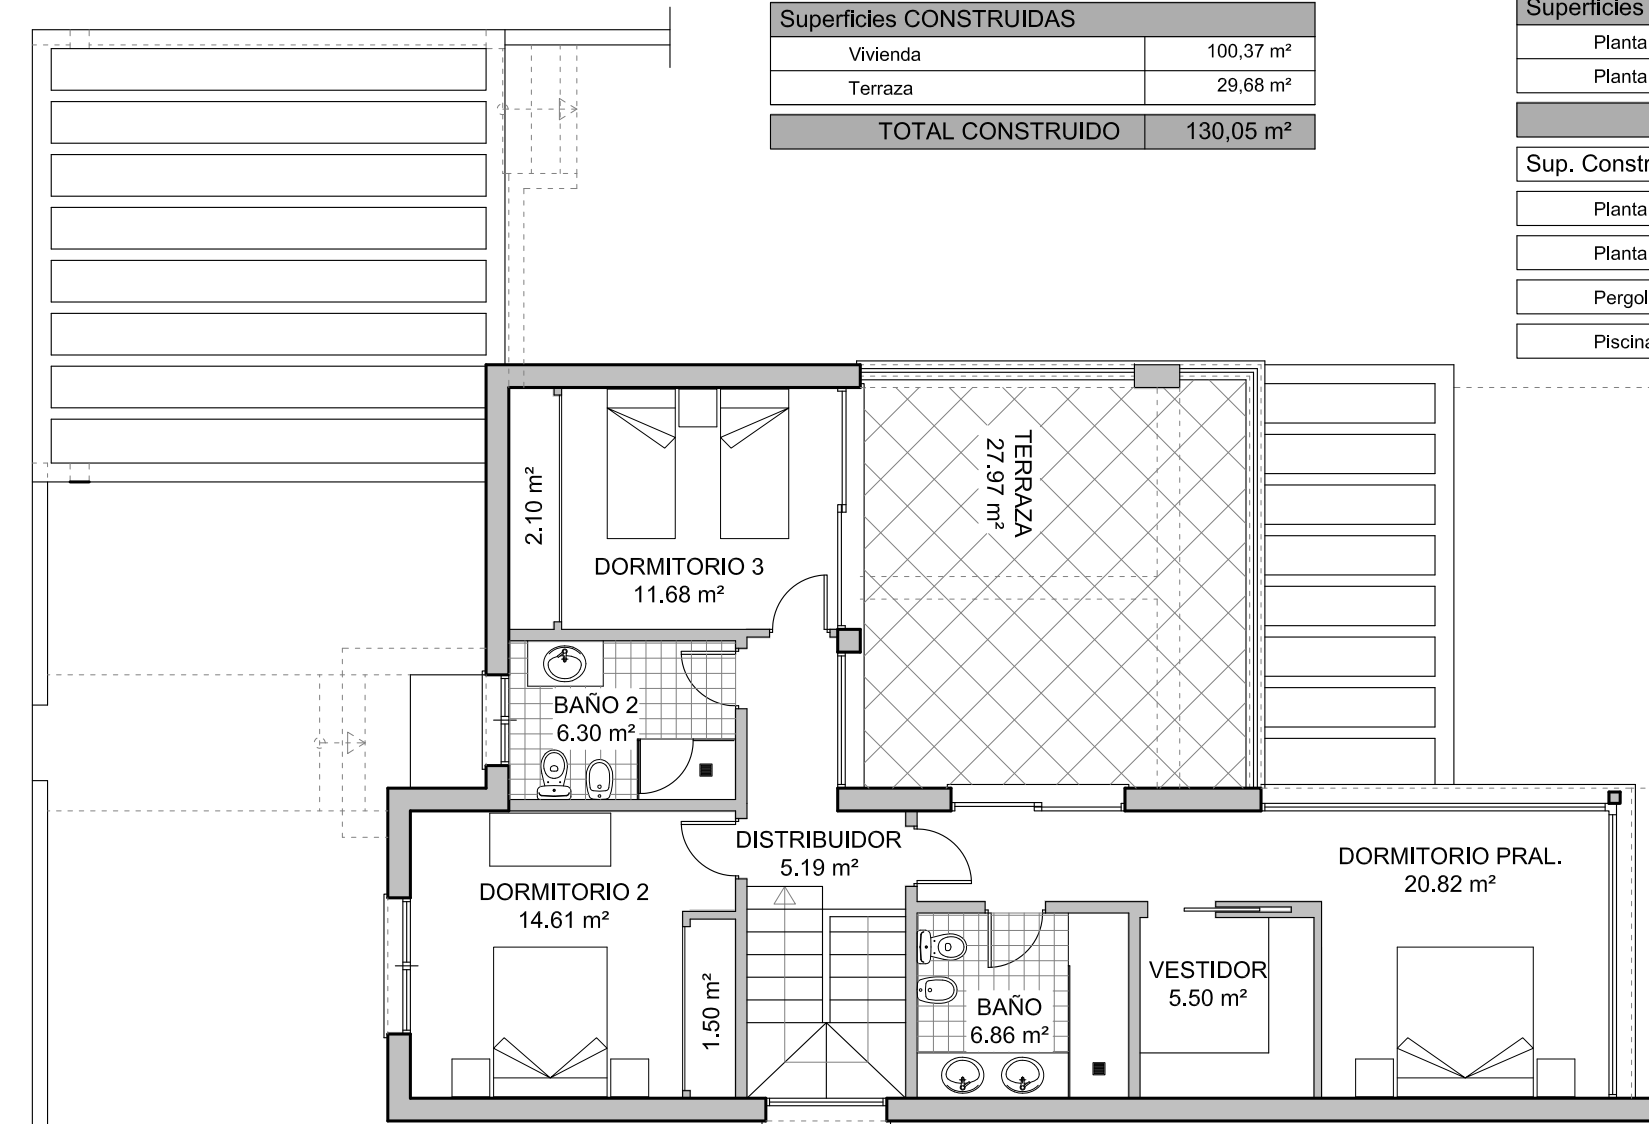 Superficies CONSTRUIDAS
Vivienda 100,37 m²
Terraza 29,68 m²
TOTAL CONSTRUIDO 130,05 m²
Superficies
Planta
Planta
Sup. Constr
Planta
Planta
Pergol
Piscina
TERRAZA
27.97 m²
2.10 m²
DORMITORIO 3
11.68 m²
BAÑO 2
6.30 m²
DISTRIBUIDOR
5.19 m²
DORMITORIO PRAL.
20.82 m²
DORMITORIO 2
14.61 m²
1.50 m²
VESTIDOR
5.50 m²
BAÑO
6.86 m²